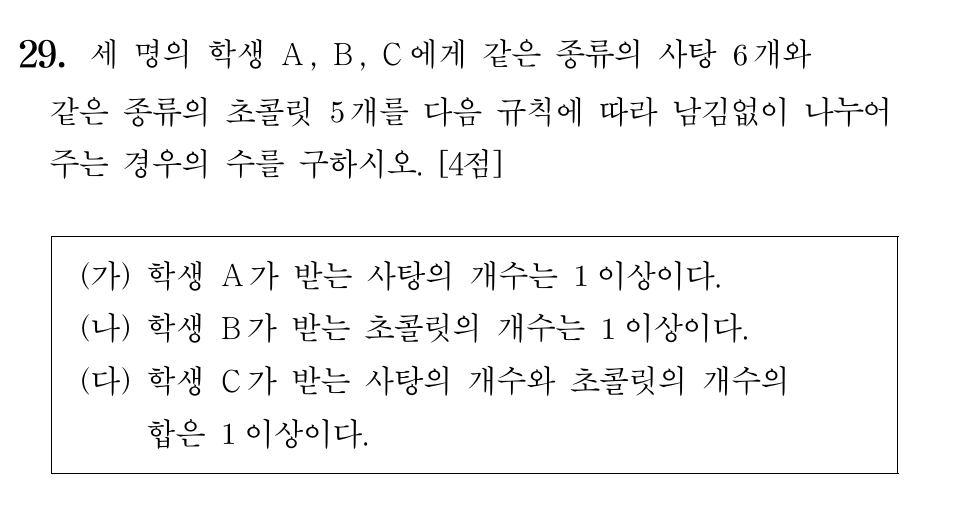 29. 세 명의 학생 A, B, C에게 같은 종류의 사탕 6개와
같은 종류의 초콜릿 5개를 다음 규칙에 따라 남김없이 나누어
주는 경우의 수를 구하시오. [4점]
(가) 학생 A가 받는 사탕의 개수는 1 이상이다.
(나) 학생 B가 받는 초콜릿의 개수는 1 이상이다.
(다) 학생 C가 받는 사탕의 개수와 초콜릿의 개수의
합은 1 이상이다.